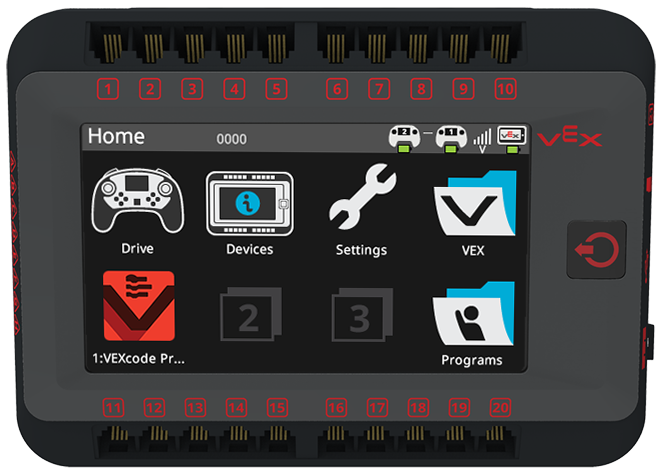 1 2 3 4 5 6 7 8 9 10
Home 0000 2 1 V VEX
VEX
Drive Devices Settings VEX
2 3
1:VEXcode Pr... Programs
11 12 13 14 15 16 17 18 19 20